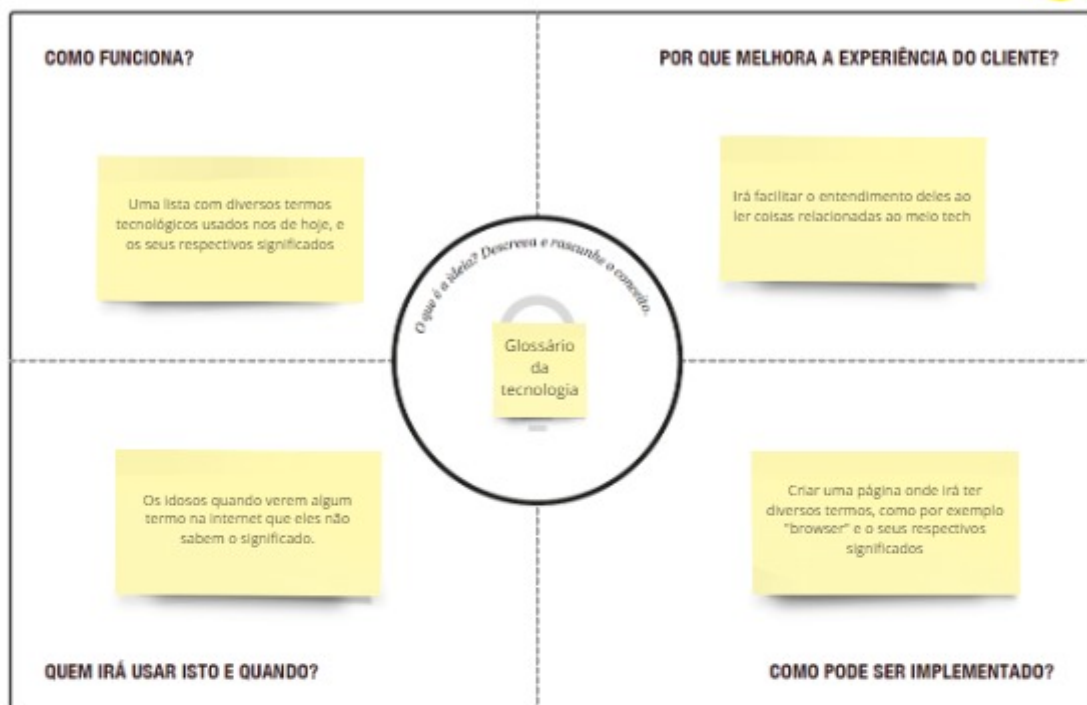 COMO FUNCIONA?
POR QUE MELHORA A EXPERIÊNCIA DO CLIENTE?
Uma lista com diversos termos
tecnológicos usados nos de hoje, e
os seus respectivos significados
Irá facilitar o entendimento deles ao
ler coisas relacionadas ao meio tech
O que é a ideia? Descreva e rascunhe o conceito.
Glossário
da
tecnologia
Os idosos quando verem algum
termo na internet que eles não
sabem o significado.
Criar uma página onde irá ter
diversos termos, como por exemplo
"browser" e o seus respectivos
significados
QUEM IRÁ USAR ISTO E QUANDO?
COMO PODE SER IMPLEMENTADO?